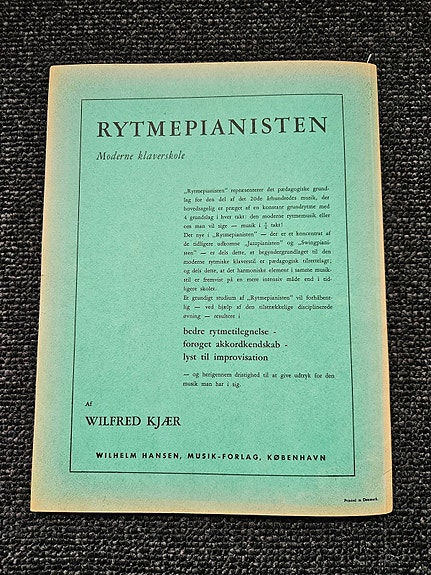 RYTMEPIANISTEN
Moderne klaverskole
„Rytmepianisten" repræsenterer det pædagogiske grund-
lag for den del af det 20de århundredes musik, der
hovedsagelig er præget af en konstant grundrytme med
4 grundslag i hver takt: den moderne rytmemusik eller
om man vil sige — musik i 4/4 takt!
Det nye i „Rytmepianisten" — der er et koncentrat af
de tidligere udkomne „Jazzpianisten" og „Swingpiani-
sten" — er dels dette, at begyndergrundlaget til den
moderne rytmiske klaverstil er pædagogisk tilrettelagt;
og dels dette, at det harmoniske element i samme musik-
stil er fremvist på en mere intensiv måde end i tid-
ligere skoler.
Et grundigt studium af „Rytmepianisten" vil forhåbent-
lig — ved hjælp af den tilstrækkelige disciplinerede
øvning — resultere i
bedre rytmetilegnelse -
forøget akkordkendskab -
lyst til improvisation
— og herigennem dristighed til at give udtryk for den
musik man har i sig.
Af
WILFRED KJÆR
WILHELM HANSEN, MUSIK-FORLAG, KØBENHAVN
Printed in Denmark